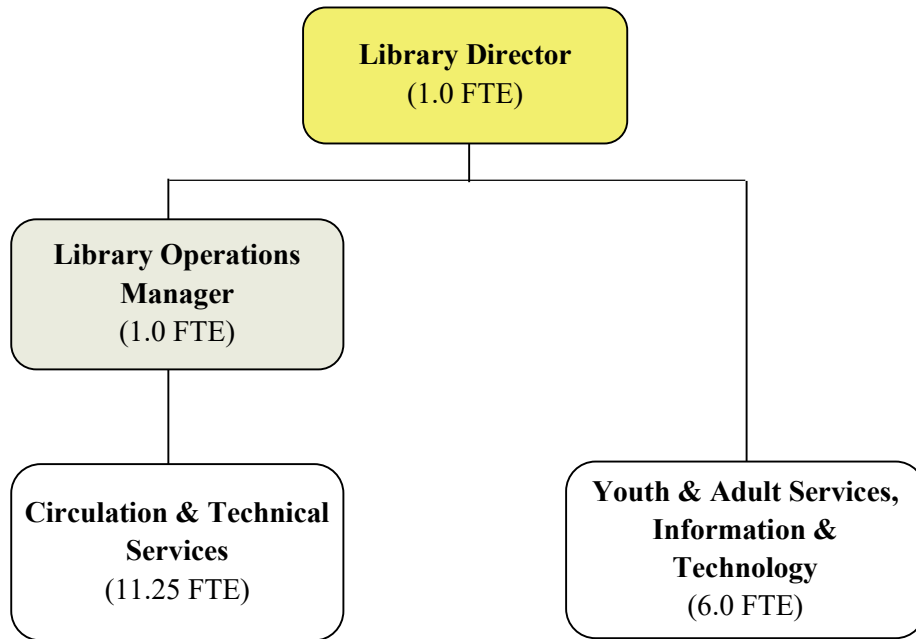 Library Director
(1.0 FTE)
Library Operations
Manager
(1.0 FTE)
Circulation & Technical
Services
(11.25 FTE)
Youth & Adult Services,
Information &
Technology
(6.0 FTE)